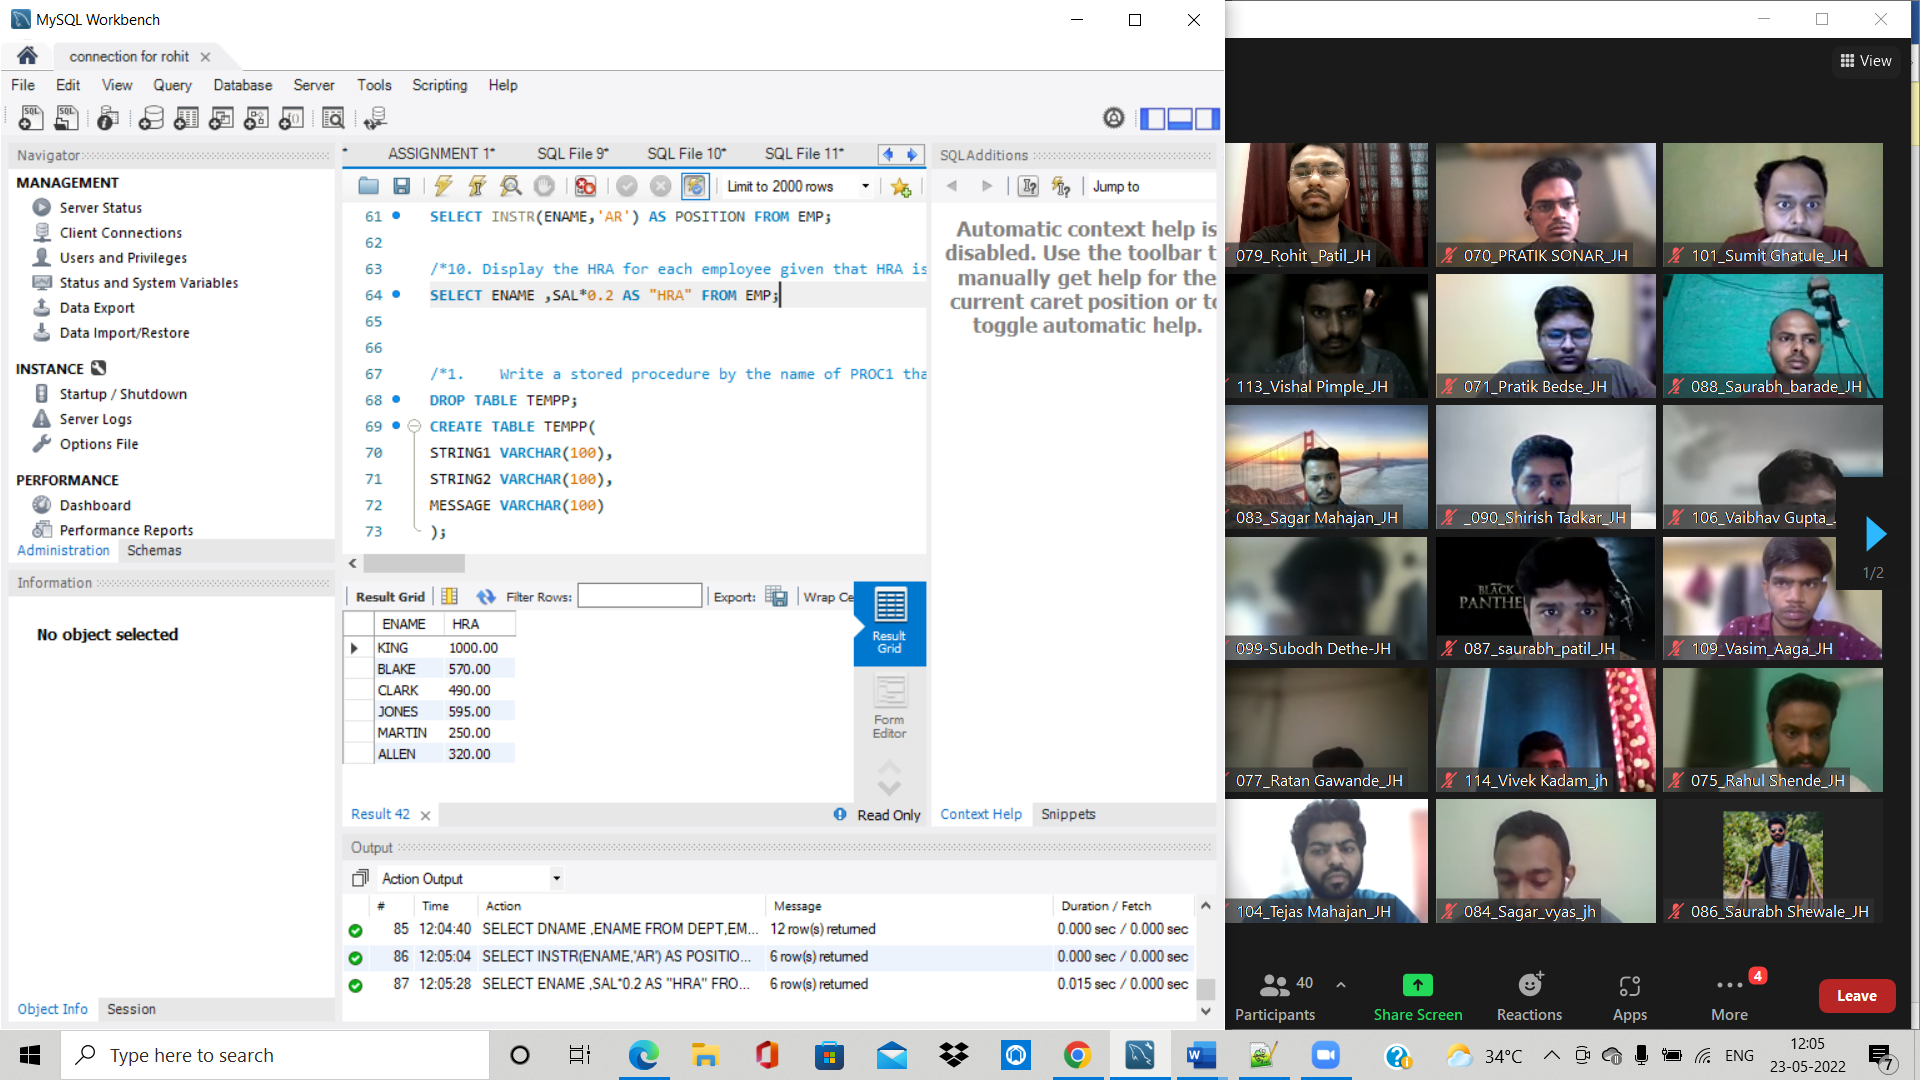 MySQL Workbench
connection for rohit
File Edit View Query Database Server Tools Scripting Help
Navigator
MANAGEMENT
Server Status
Client Connections
Users and Privileges
Status and System Variables
Data Export
Data Import/Restore
INSTANCE
Startup / Shutdown
Server Logs
Options File
PERFORMANCE
Dashboard
Performance Reports
Administration Schemas
Information
No object selected
Object Info Session
ASSIGNMENT 1* SQL File 9* SQL File 10* SQL File 11*
Limit to 2000 rows
61 SELECT INSTR(ENAME,'AR') AS POSITION FROM EMP;
62
63 /*10. Display the HRA for each employee given that HRA is
64 SELECT ENAME ,SAL*0.2 AS "HRA" FROM EMP;
65
66
67 /*1. Write a stored procedure by the name of PROC1 tha
68 DROP TABLE TEMPP;
69 CREATE TABLE TEMPP(
70 STRING1 VARCHAR(100),
71 STRING2 VARCHAR(100),
72 MESSAGE VARCHAR(100)
73 );
Result Grid Filter Rows: Export: Wrap Ce
ENAME HRA
KING 1000.00
BLAKE 570.00
CLARK 490.00
JONES 595.00
MARTIN 250.00
ALLEN 320.00
Result
Grid
Form
Editor
Result 42 Read Only
SQLAdditions
Jump to
Automatic context help is
disabled. Use the toolbar t
manually get help for the
current caret position or to
toggle automatic help.
Context Help Snippets
Output
Action Output
# Time Action Message Duration / Fetch
85 12:04:40 SELECT DNAME ,ENAME FROM DEPT,EM... 12 row(s) returned 0.000 sec / 0.000 sec
86 12:05:04 SELECT INSTR(ENAME,'AR') AS POSITIO... 6 row(s) returned 0.000 sec / 0.000 sec
87 12:05:28 SELECT ENAME ,SAL*0.2 AS "HRA" FRO... 6 row(s) returned 0.015 sec / 0.000 sec
View
079_Rohit _Patil_JH 070_PRATIK SONAR_JH 101_Sumit Ghatule_JH
113_Vishal Pimple_JH 071_Pratik Bedse_JH 088_Saurabh_barade_JH
083_Sagar Mahajan_JH _090_Shirish Tadkar_JH 106_Vaibhav Gupta_
1/2
BLACK
PANTHE
099-Subodh Dethe-JH 087_saurabh_patil_JH 109_Vasim_Aaga_JH
077_Ratan Gawande_JH 114_Vivek Kadam_jh 075_Rahul Shende_JH
104_Tejas Mahajan_JH 084_Sagar_vyas_jh 086_Saurabh Shewale_JH
40 4
Participants Share Screen Reactions Apps More Leave
Type here to search
34°C ENG 12:05
23-05-2022
7